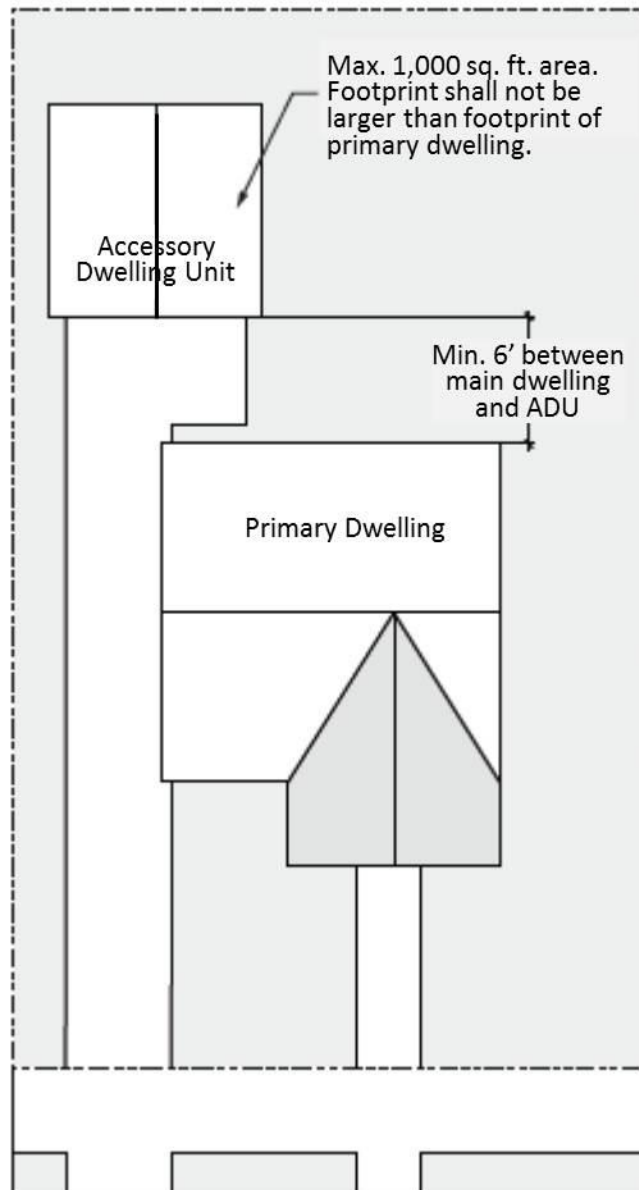 Max. 1,000 sq. ft. area.
Footprint shall not be
larger than footprint of
primary dwelling.
Accessory
Dwelling Unit
Min. 6’ between
main dwelling
and ADU
Primary Dwelling